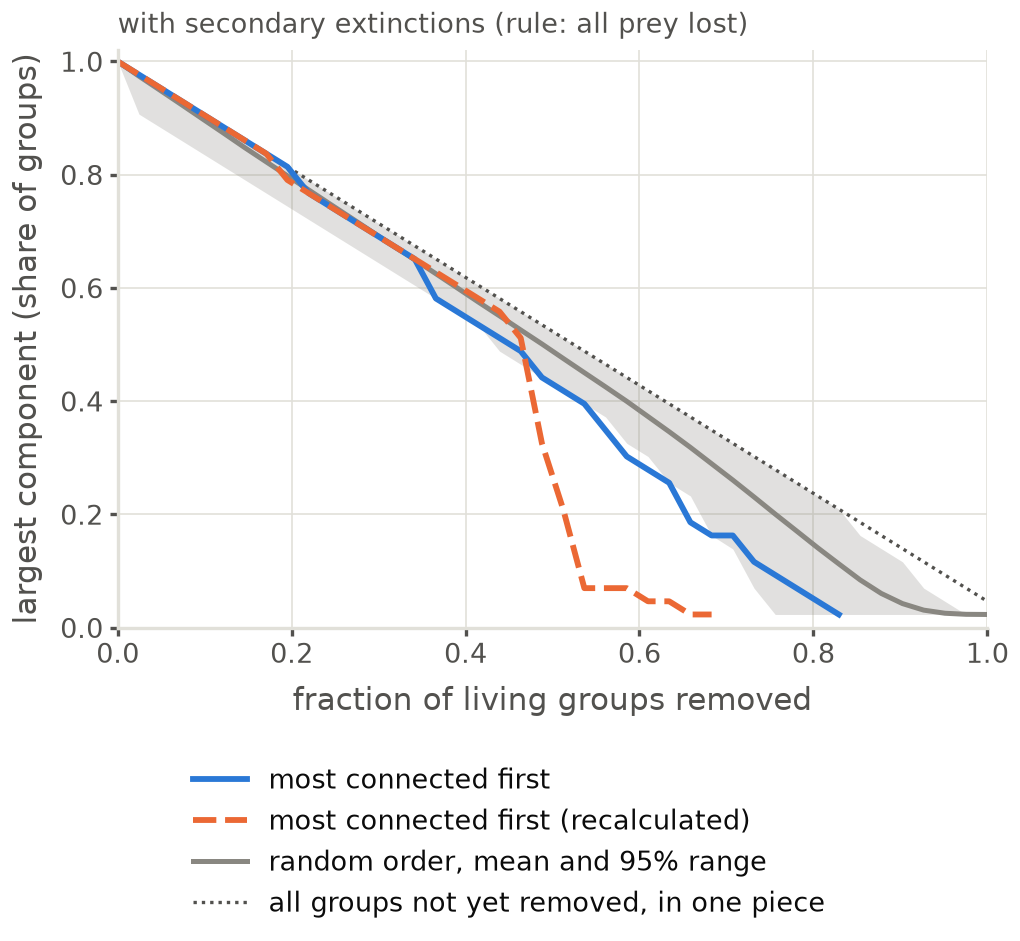 with secondary extinctions (rule: all prey lost)
largest component (share of groups)
1.0
0.8
0.6
0.4
0.2
0.0
0.0 0.2 0.4 0.6 0.8 1.0
fraction of living groups removed
most connected first
most connected first (recalculated)
random order, mean and 95% range
all groups not yet removed, in one piece